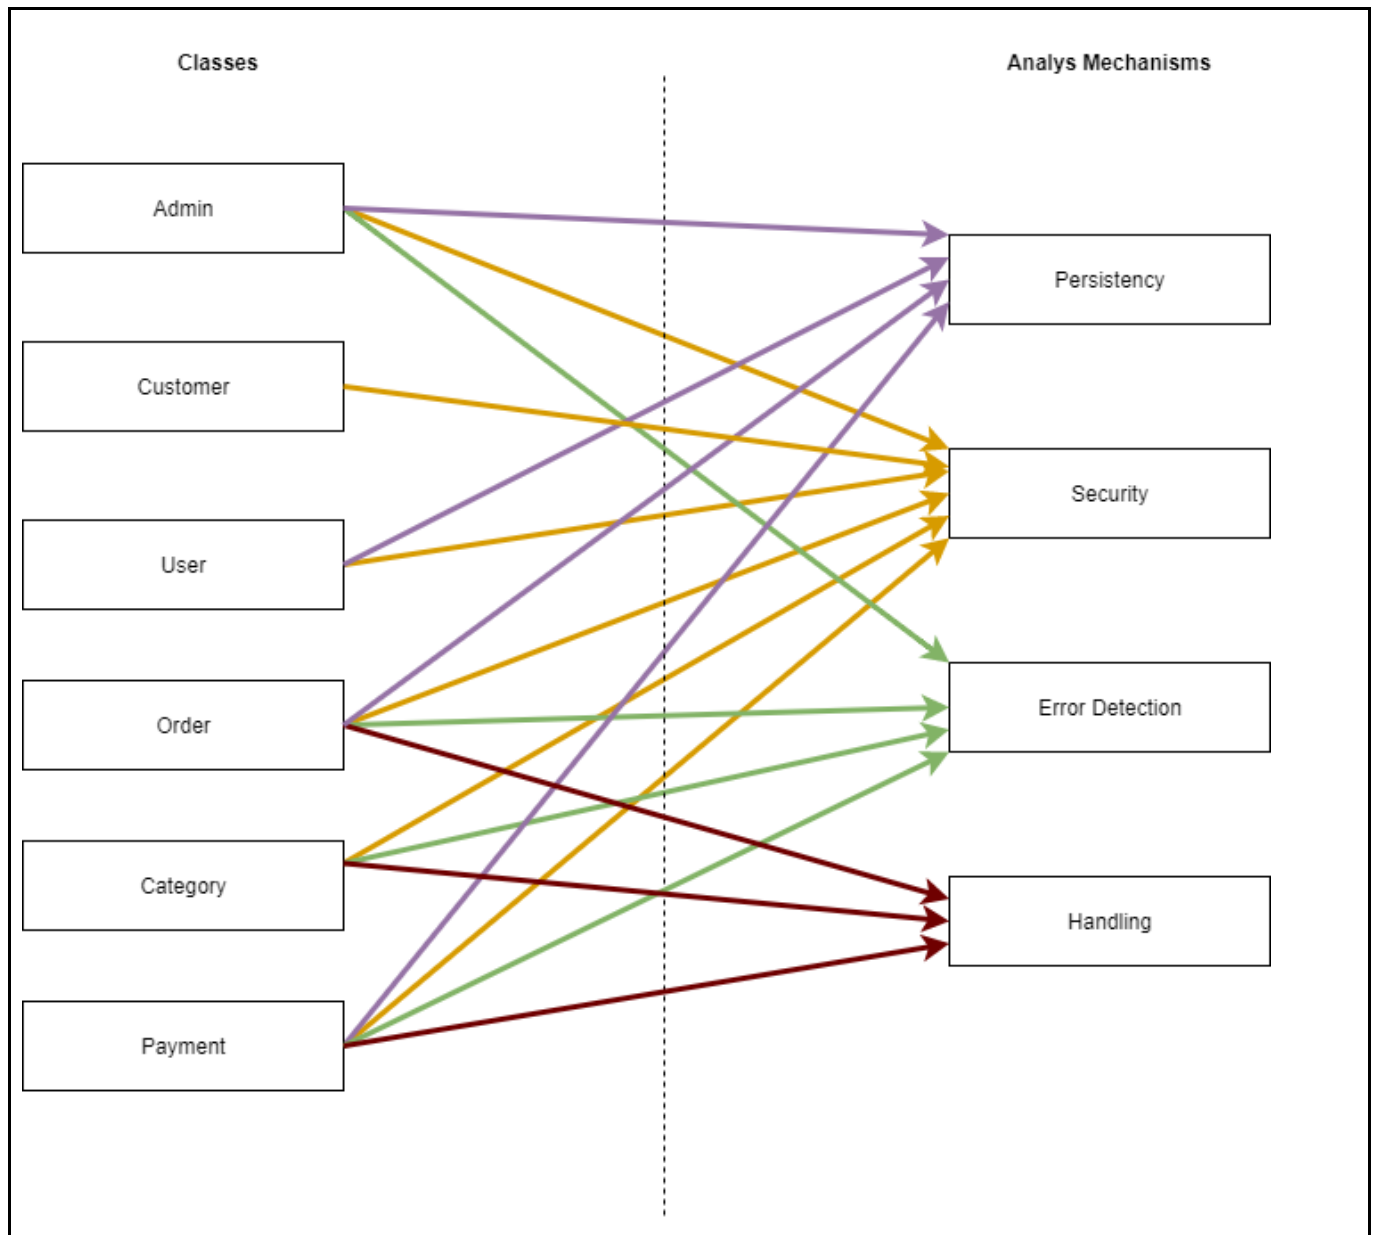 Classes
Analys Mechanisms
Admin
Persistency
Customer
Security
User
Order
Error Detection
Category
Handling
Payment